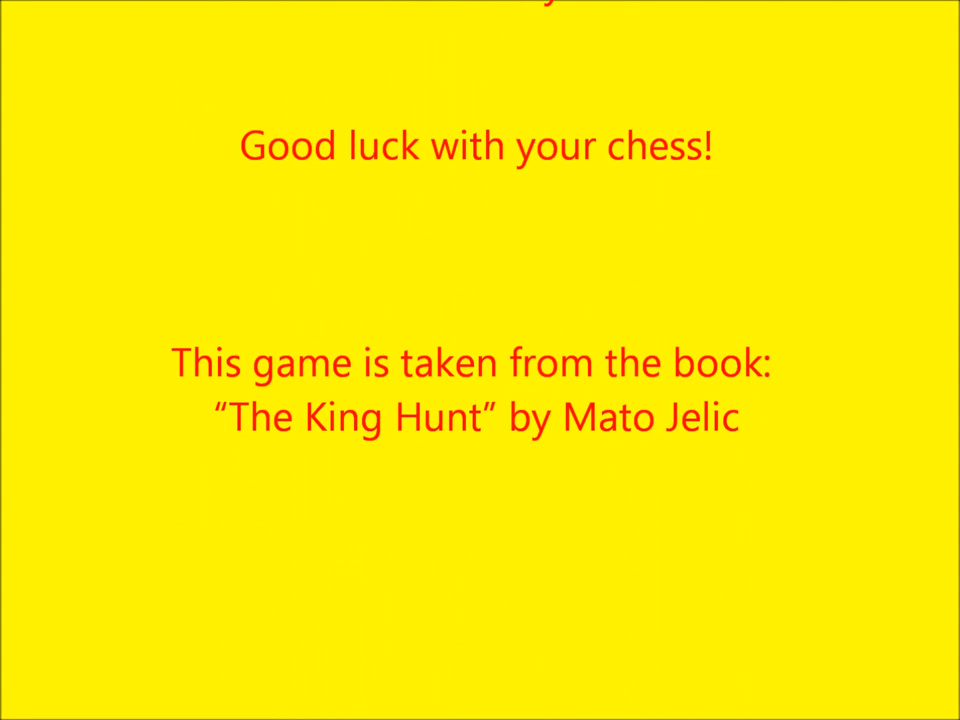 Good luck with your chess!
This game is taken from the book:
“The King Hunt” by Mato Jelic